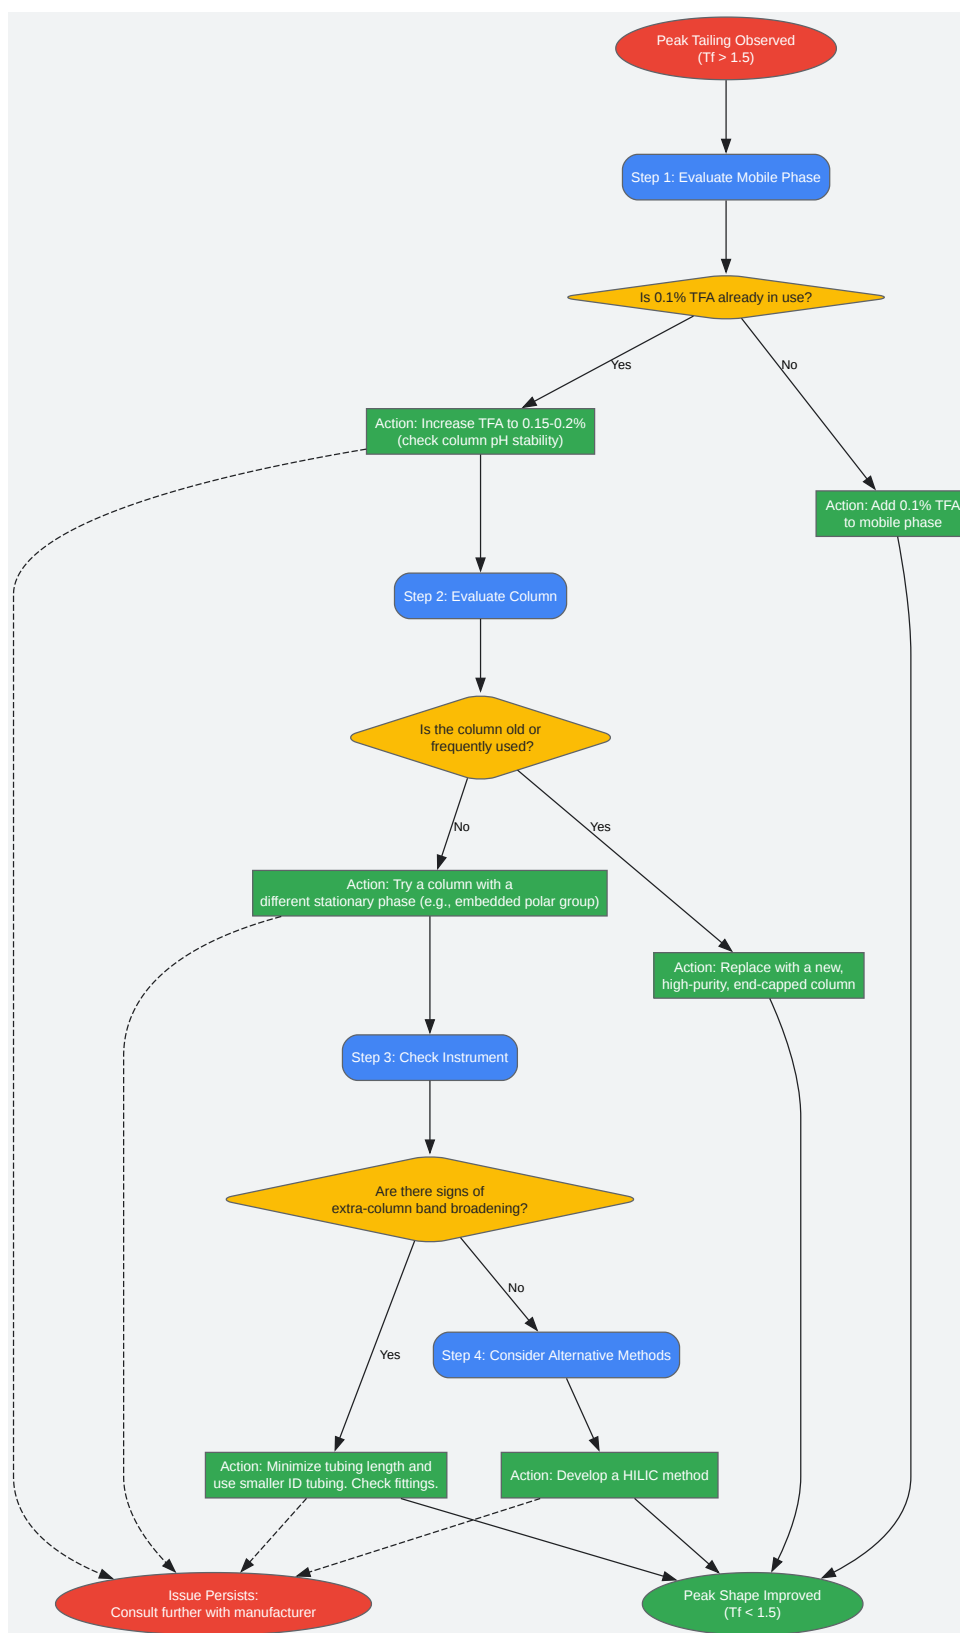 Peak Tailing Observed
(Tf > 1.5)
Step 1: Evaluate Mobile Phase
Is 0.1% TFA already in use?
Yes
No
Action: Increase TFA to 0.15-0.2%
(check column pH stability)
Action: Add 0.1% TFA
to mobile phase
Step 2: Evaluate Column
Is the column old or
frequently used?
No
Yes
Action: Try a column with a
different stationary phase (e.g., embedded polar group)
Action: Replace with a new,
high-purity, end-capped column
Step 3: Check Instrument
Are there signs of
extra-column band broadening?
No
Yes
Step 4: Consider Alternative Methods
Action: Minimize tubing length and
use smaller ID tubing. Check fittings.
Action: Develop a HILIC method
Issue Persists:
Consult further with manufacturer
Peak Shape Improved
(Tf < 1.5)